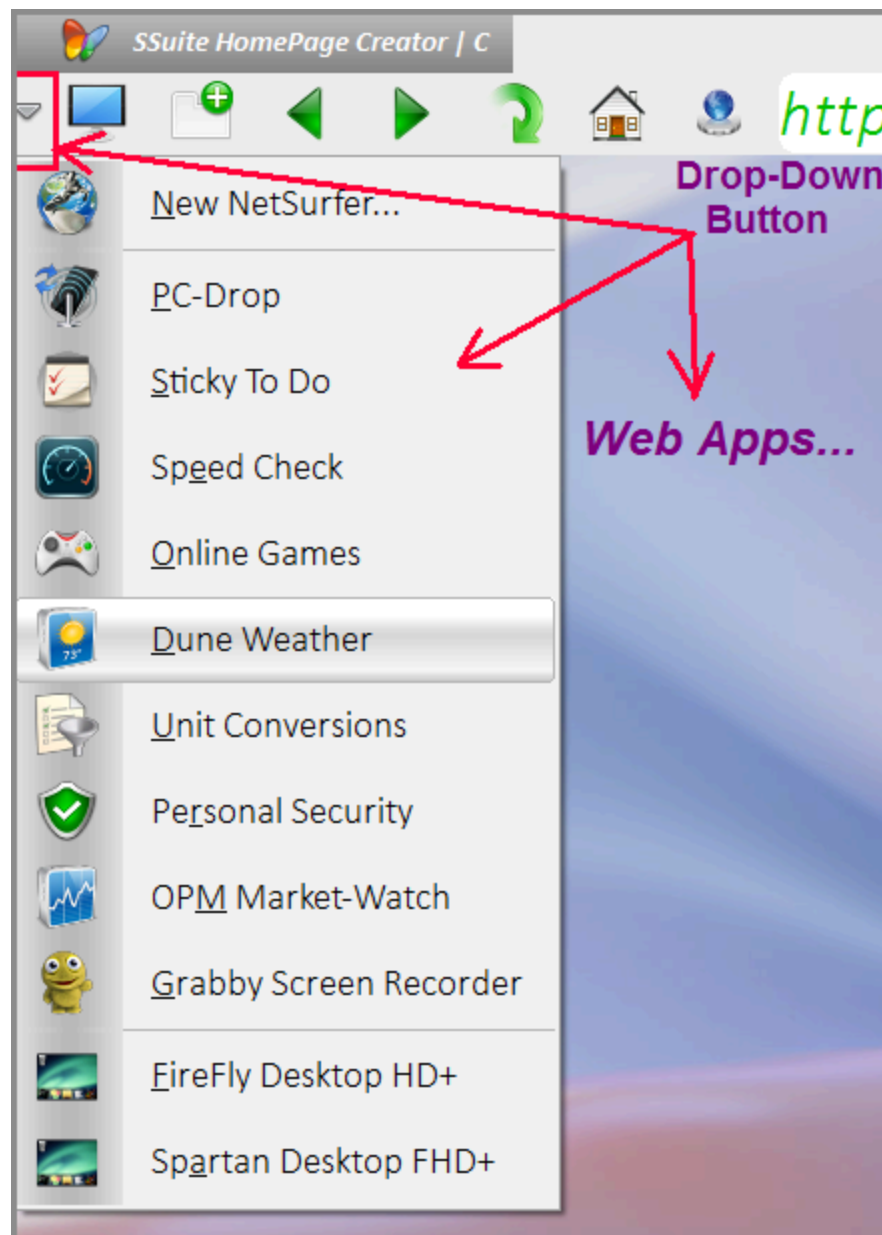 SSuite HomePage Creator | C
http
Drop-Down
Button
New NetSurfer...
PC-Drop
Sticky To Do
Web Apps...
Speed Check
Online Games
Dune Weather
73°
Unit Conversions
Personal Security
OPM Market-Watch
Grabby Screen Recorder
FireFly Desktop HD+
Spartan Desktop FHD+